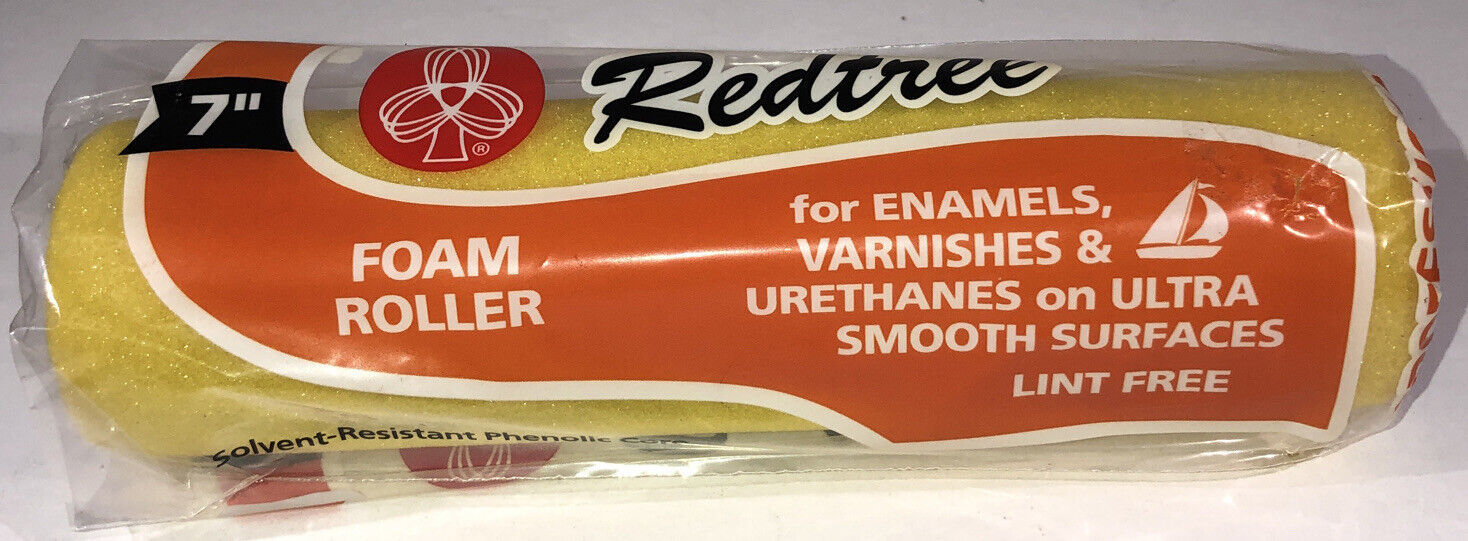 7"
®
Redtree
FOAM
ROLLER
for ENAMELS,
VARNISHES &
URETHANES on ULTRA
SMOOTH SURFACES
LINT FREE
Solvent-Resistant Phenolic Core